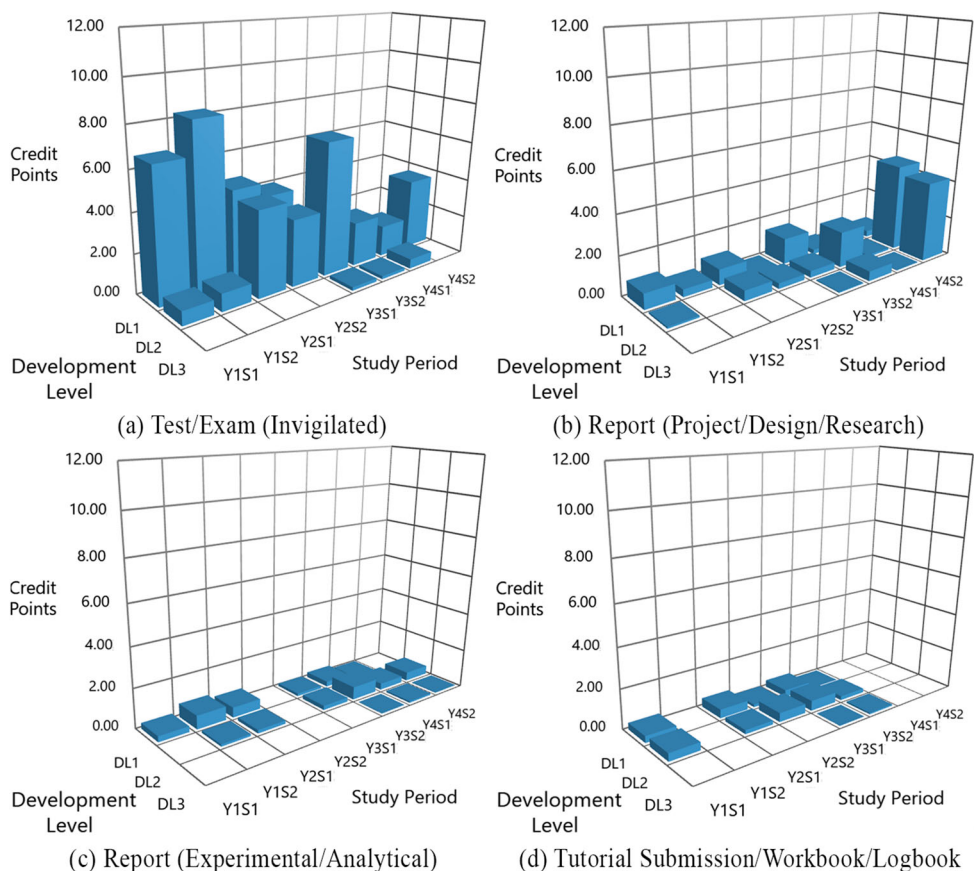 12.00
10.00
8.00
Credit
Points
6.00
4.00
2.00
0.00
DL1
DL2
DL3
Development
Level
Y1S1
Y1S2
Y2S1
Y2S2
Y3S1
Y3S2
Y4S1
Y4S2
Study Period
(a) Test/Exam (Invigilated)
12.00
10.00
8.00
Credit
Points
6.00
4.00
2.00
0.00
DL1
DL2
DL3
Development
Level
Y1S1
Y1S2
Y2S1
Y2S2
Y3S1
Y3S2
Y4S1
Y4S2
Study Period
(b) Report (Project/Design/Research)
12.00
10.00
8.00
Credit
Points
6.00
4.00
2.00
0.00
DL1
DL2
DL3
Development
Level
Y1S1
Y1S2
Y2S1
Y2S2
Y3S1
Y3S2
Y4S1
Y4S2
Study Period
(c) Report (Experimental/Analytical)
12.00
10.00
8.00
Credit
Points
6.00
4.00
2.00
0.00
DL1
DL2
DL3
Development
Level
Y1S1
Y1S2
Y2S1
Y2S2
Y3S1
Y3S2
Y4S1
Y4S2
Study Period
(d) Tutorial Submission/Workbook/Logbook